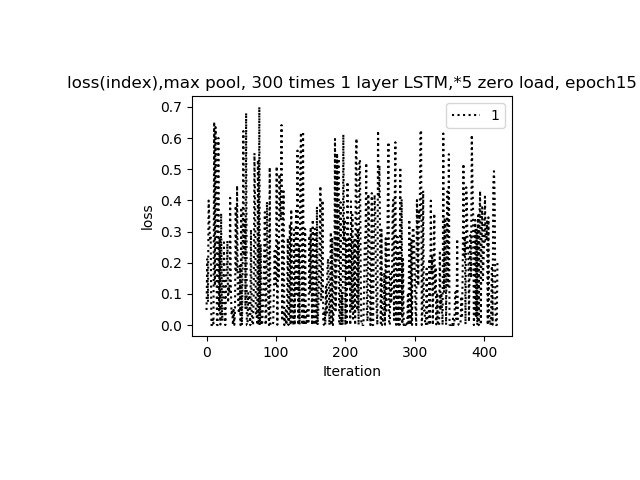 loss(index),max pool, 300 times 1 layer LSTM,*5 zero load, epoch15
0.7
0.6
0.5
0.4
0.3
0.2
0.1
0.0
loss
1
0 100 200 300 400
Iteration